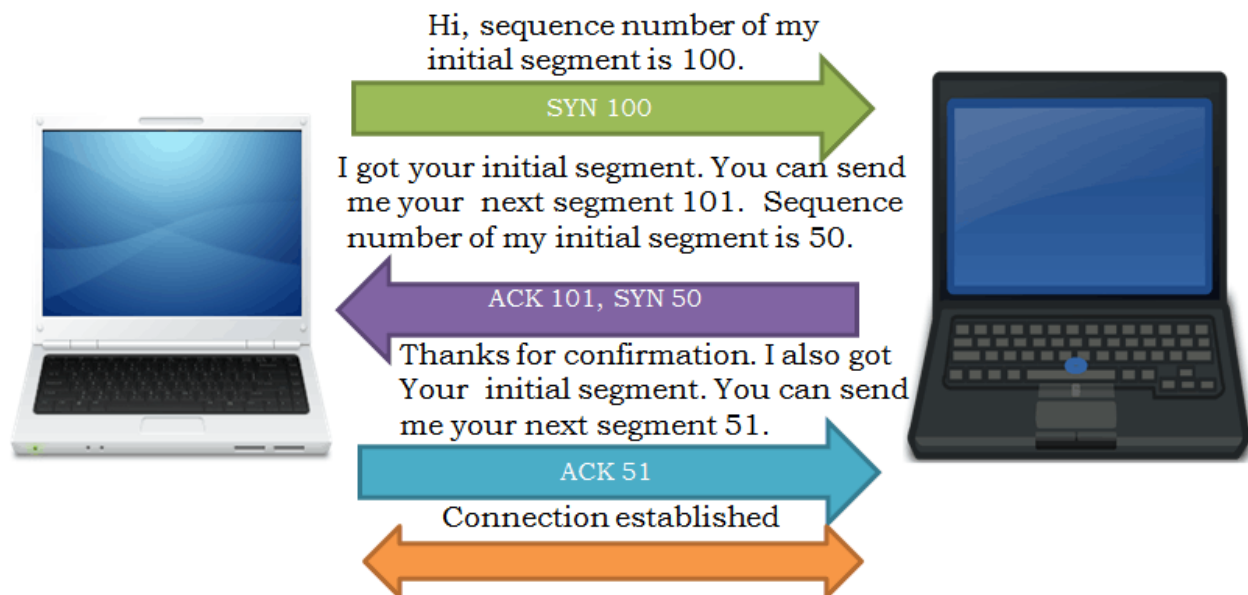 Hi, sequence number of my
initial segment is 100.
SYN 100
I got your initial segment. You can send
me your next segment 101. Sequence
number of my initial segment is 50.
ACK 101, SYN 50
Thanks for confirmation. I also got
Your initial segment. You can send
me your next segment 51.
ACK 51
Connection established